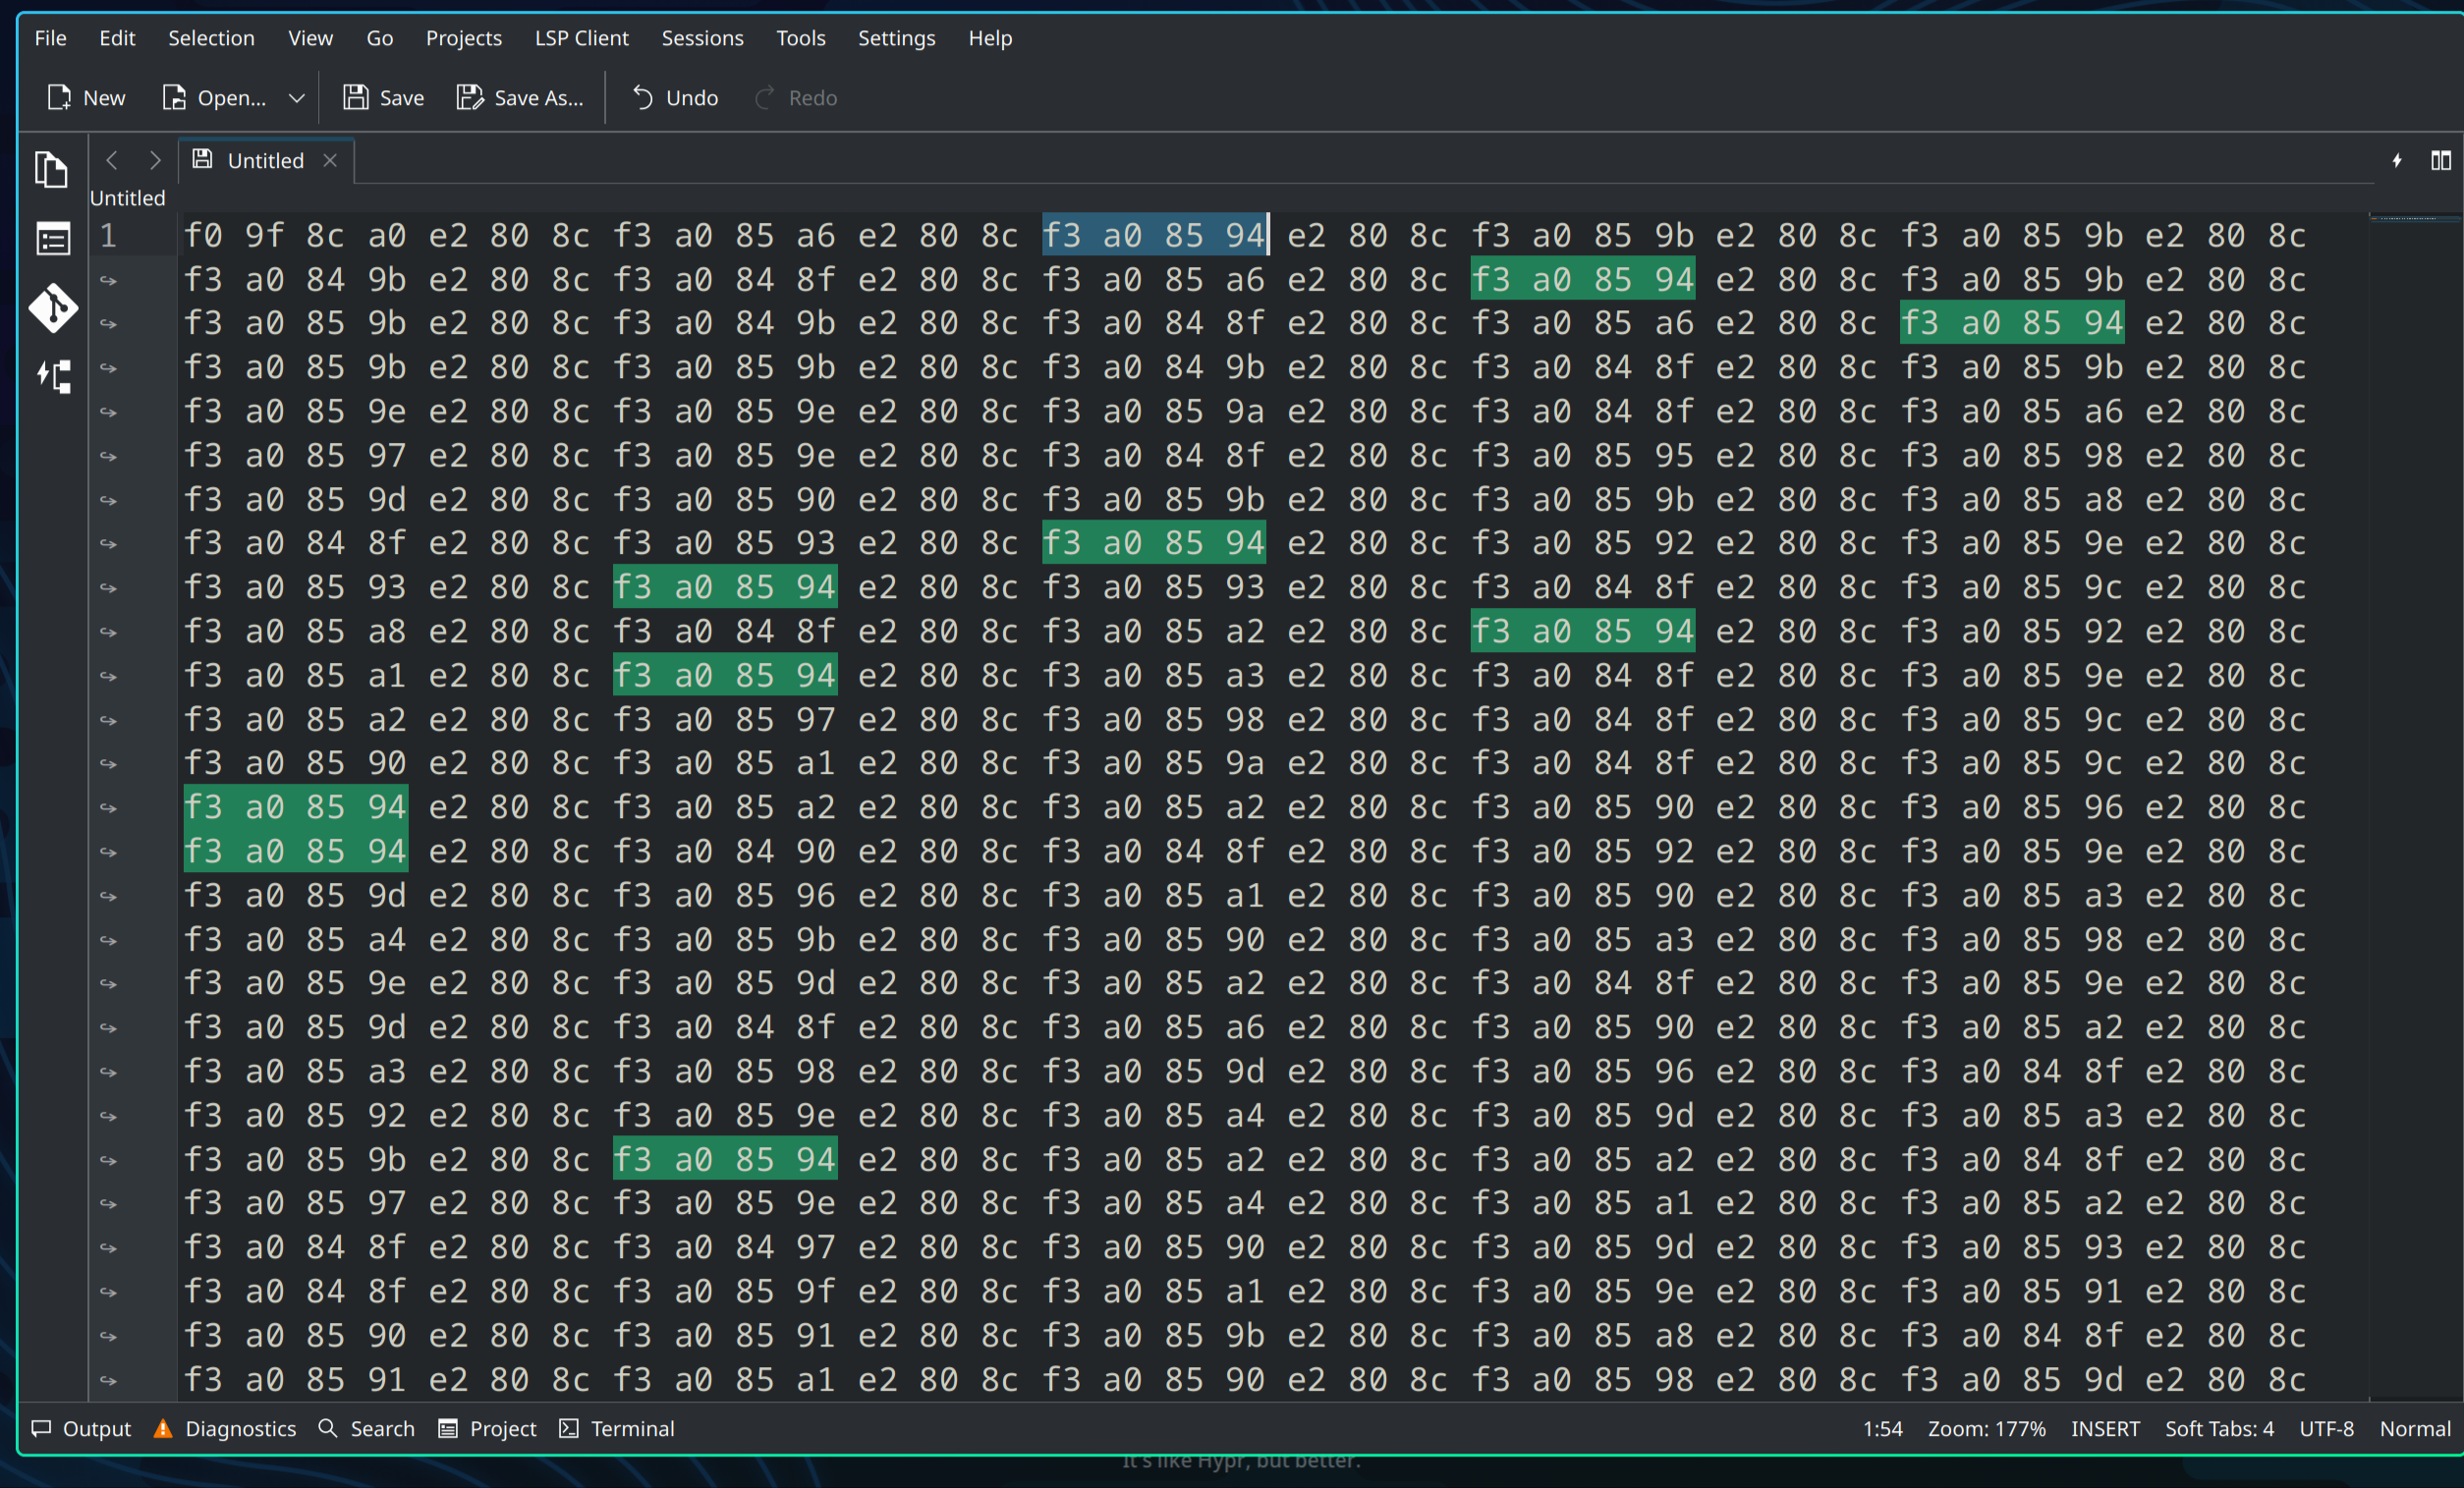 File Edit Selection View Go Projects LSP Client Sessions Tools Settings Help
New Open... Save Save As... Undo Redo
Untitled
Untitled
1 f0 9f 8c a0 e2 80 8c f3 a0 85 a6 e2 80 8c f3 a0 85 94 e2 80 8c f3 a0 85 9b e2 80 8c f3 a0 85 9b e2 80 8c
f3 a0 84 9b e2 80 8c f3 a0 84 8f e2 80 8c f3 a0 85 a6 e2 80 8c f3 a0 85 94 e2 80 8c f3 a0 85 9b e2 80 8c
f3 a0 85 9b e2 80 8c f3 a0 84 9b e2 80 8c f3 a0 84 8f e2 80 8c f3 a0 85 a6 e2 80 8c f3 a0 85 94 e2 80 8c
f3 a0 85 9b e2 80 8c f3 a0 85 9b e2 80 8c f3 a0 84 9b e2 80 8c f3 a0 84 8f e2 80 8c f3 a0 85 9b e2 80 8c
f3 a0 85 9e e2 80 8c f3 a0 85 9e e2 80 8c f3 a0 85 9a e2 80 8c f3 a0 84 8f e2 80 8c f3 a0 85 a6 e2 80 8c
f3 a0 85 97 e2 80 8c f3 a0 85 9e e2 80 8c f3 a0 84 8f e2 80 8c f3 a0 85 95 e2 80 8c f3 a0 85 98 e2 80 8c
f3 a0 85 9d e2 80 8c f3 a0 85 90 e2 80 8c f3 a0 85 9b e2 80 8c f3 a0 85 9b e2 80 8c f3 a0 85 a8 e2 80 8c
f3 a0 84 8f e2 80 8c f3 a0 85 93 e2 80 8c f3 a0 85 94 e2 80 8c f3 a0 85 92 e2 80 8c f3 a0 85 9e e2 80 8c
f3 a0 85 93 e2 80 8c f3 a0 85 94 e2 80 8c f3 a0 85 93 e2 80 8c f3 a0 84 8f e2 80 8c f3 a0 85 9c e2 80 8c
f3 a0 85 a8 e2 80 8c f3 a0 84 8f e2 80 8c f3 a0 85 a2 e2 80 8c f3 a0 85 94 e2 80 8c f3 a0 85 92 e2 80 8c
f3 a0 85 a1 e2 80 8c f3 a0 85 94 e2 80 8c f3 a0 85 a3 e2 80 8c f3 a0 84 8f e2 80 8c f3 a0 85 9e e2 80 8c
f3 a0 85 a2 e2 80 8c f3 a0 85 97 e2 80 8c f3 a0 85 98 e2 80 8c f3 a0 84 8f e2 80 8c f3 a0 85 9c e2 80 8c
f3 a0 85 90 e2 80 8c f3 a0 85 a1 e2 80 8c f3 a0 85 9a e2 80 8c f3 a0 84 8f e2 80 8c f3 a0 85 9c e2 80 8c
f3 a0 85 94 e2 80 8c f3 a0 85 a2 e2 80 8c f3 a0 85 a2 e2 80 8c f3 a0 85 90 e2 80 8c f3 a0 85 96 e2 80 8c
f3 a0 85 94 e2 80 8c f3 a0 84 90 e2 80 8c f3 a0 84 8f e2 80 8c f3 a0 85 92 e2 80 8c f3 a0 85 9e e2 80 8c
f3 a0 85 9d e2 80 8c f3 a0 85 96 e2 80 8c f3 a0 85 a1 e2 80 8c f3 a0 85 90 e2 80 8c f3 a0 85 a3 e2 80 8c
f3 a0 85 a4 e2 80 8c f3 a0 85 9b e2 80 8c f3 a0 85 90 e2 80 8c f3 a0 85 a3 e2 80 8c f3 a0 85 98 e2 80 8c
f3 a0 85 9e e2 80 8c f3 a0 85 9d e2 80 8c f3 a0 85 a2 e2 80 8c f3 a0 84 8f e2 80 8c f3 a0 85 9e e2 80 8c
f3 a0 85 9d e2 80 8c f3 a0 84 8f e2 80 8c f3 a0 85 a6 e2 80 8c f3 a0 85 90 e2 80 8c f3 a0 85 a2 e2 80 8c
f3 a0 85 a3 e2 80 8c f3 a0 85 98 e2 80 8c f3 a0 85 9d e2 80 8c f3 a0 85 96 e2 80 8c f3 a0 84 8f e2 80 8c
f3 a0 85 92 e2 80 8c f3 a0 85 9e e2 80 8c f3 a0 85 a4 e2 80 8c f3 a0 85 9d e2 80 8c f3 a0 85 a3 e2 80 8c
f3 a0 85 9b e2 80 8c f3 a0 85 94 e2 80 8c f3 a0 85 a2 e2 80 8c f3 a0 85 a2 e2 80 8c f3 a0 84 8f e2 80 8c
f3 a0 85 97 e2 80 8c f3 a0 85 9e e2 80 8c f3 a0 85 a4 e2 80 8c f3 a0 85 a1 e2 80 8c f3 a0 85 a2 e2 80 8c
f3 a0 84 8f e2 80 8c f3 a0 84 97 e2 80 8c f3 a0 85 90 e2 80 8c f3 a0 85 9d e2 80 8c f3 a0 85 93 e2 80 8c
f3 a0 84 8f e2 80 8c f3 a0 85 9f e2 80 8c f3 a0 85 a1 e2 80 8c f3 a0 85 9e e2 80 8c f3 a0 85 91 e2 80 8c
f3 a0 85 90 e2 80 8c f3 a0 85 91 e2 80 8c f3 a0 85 9b e2 80 8c f3 a0 85 a8 e2 80 8c f3 a0 84 8f e2 80 8c
f3 a0 85 91 e2 80 8c f3 a0 85 a1 e2 80 8c f3 a0 85 90 e2 80 8c f3 a0 85 98 e2 80 8c f3 a0 85 9d e2 80 8c
Output Diagnostics Search Project Terminal 1:54 Zoom: 177% INSERT Soft Tabs: 4 UTF-8 Normal
It's like Hypr, but better.